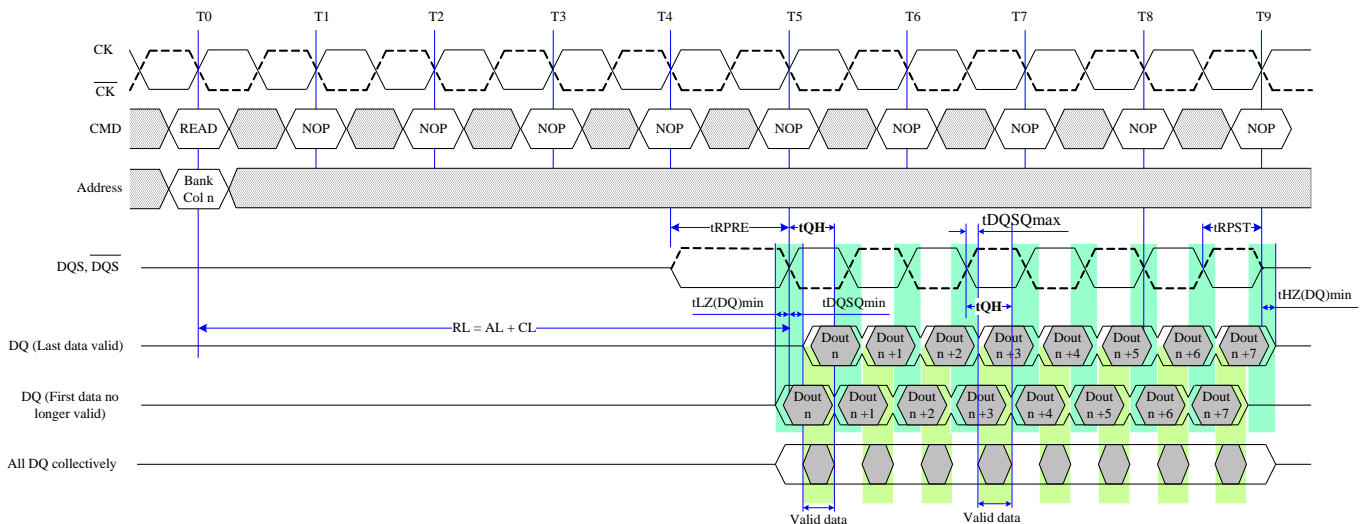 T0 T1 T2 T3 T4 T5 T6 T7 T8 T9
CK
CK
CMD READ NOP NOP NOP NOP NOP NOP NOP NOP NOP
Address Bank
Col n
tRPRE tQH tDQSQmax tRPST
DQS, DQS
tLZ(DQ)min tDQSQmin tQH tHZ(DQ)min
RL = AL + CL
DQ (Last data valid)
Dout Dout Dout Dout Dout Dout Dout Dout
n n +1 n +2 n +3 n +4 n +5 n +6 n +7
DQ (First data no
longer valid)
Dout Dout Dout Dout Dout Dout Dout Dout
n n +1 n +2 n +3 n +4 n +5 n +6 n +7
All DQ collectively
Valid data Valid data